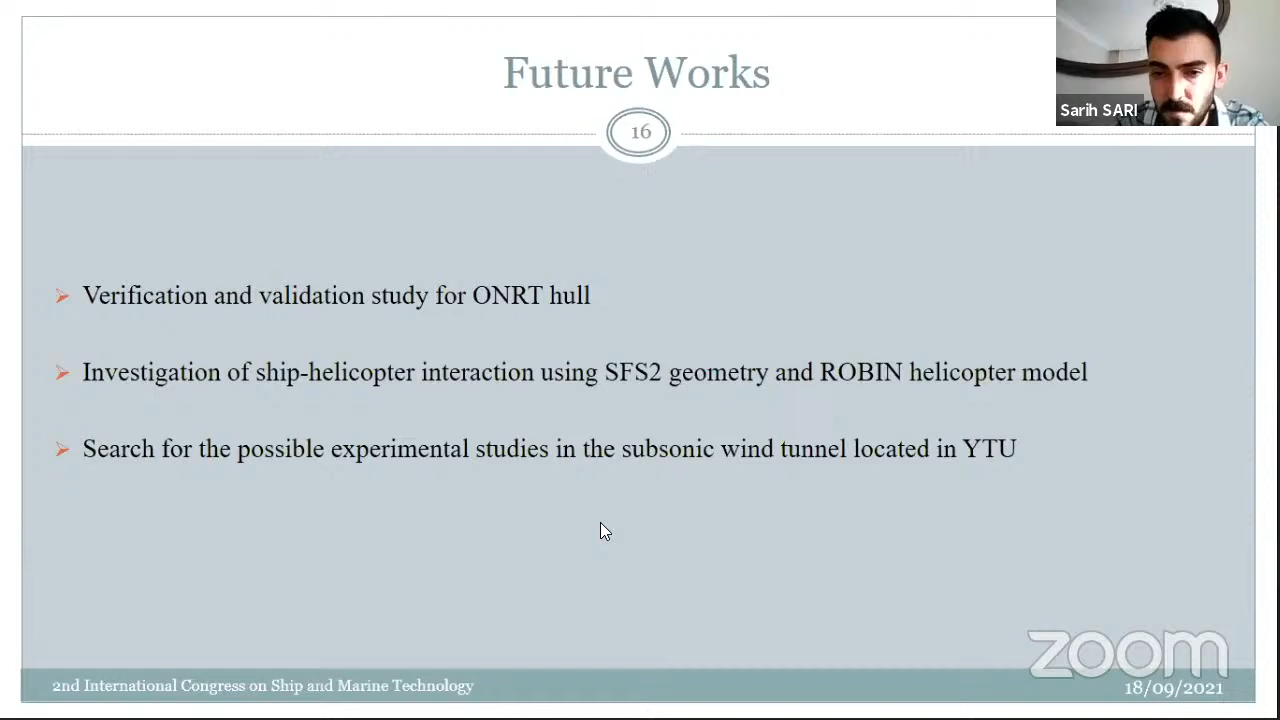 Future Works
16
Sarih SARI
Verification and validation study for ONRT hull
Investigation of ship-helicopter interaction using SFS2 geometry and ROBIN helicopter model
Search for the possible experimental studies in the subsonic wind tunnel located in YTU
zoom
2nd International Congress on Ship and Marine Technology
18/09/2021